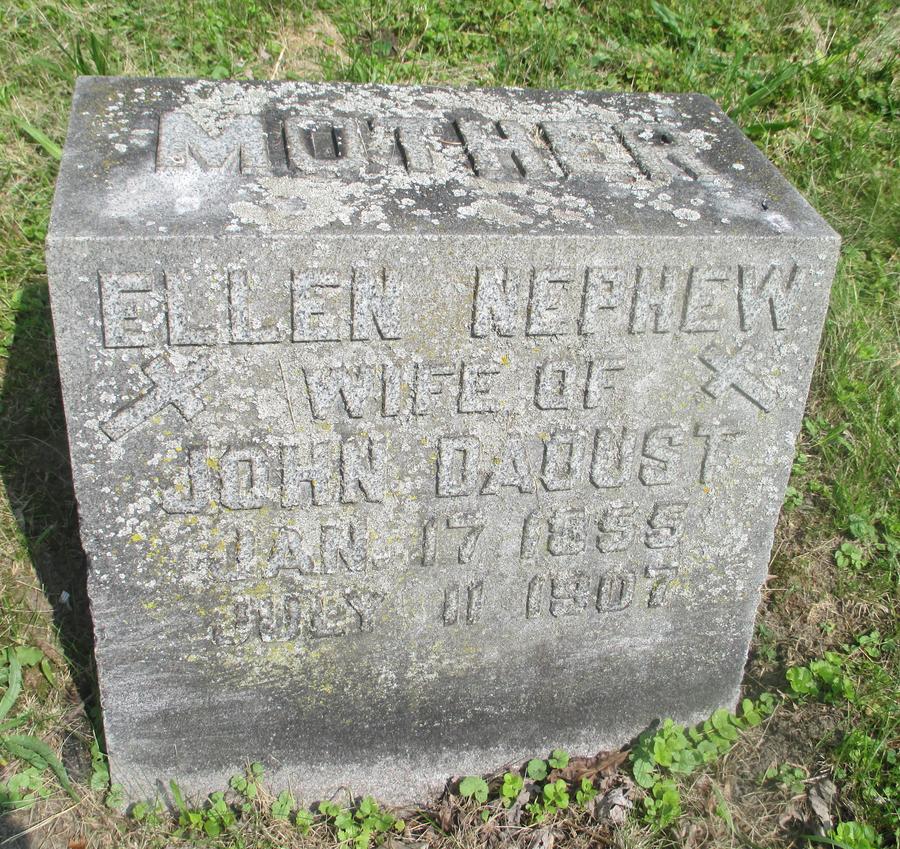 MOTHER
ELLEN NEPHEW
WIFE OF
JOHN DAOUST
JAN. 17 1855
JULY 11 1907